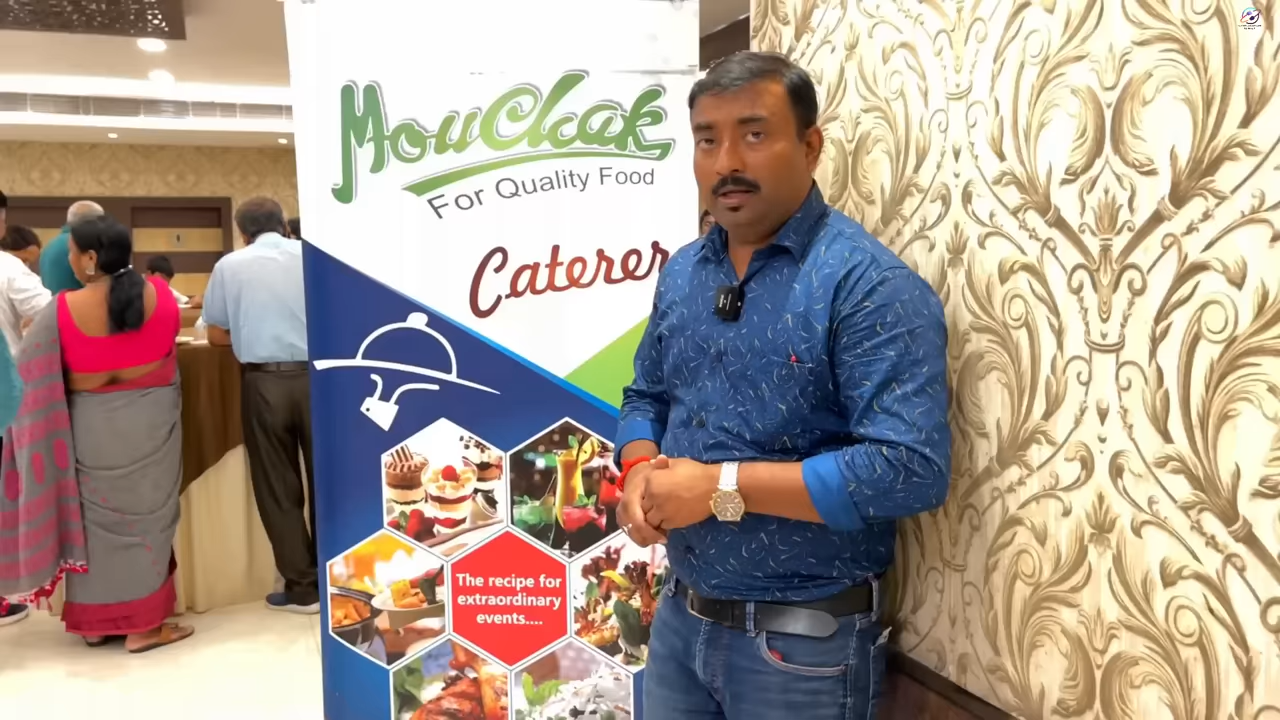 MouChak
For Quality Food
Caterer
The recipe for
extraordinary
events....